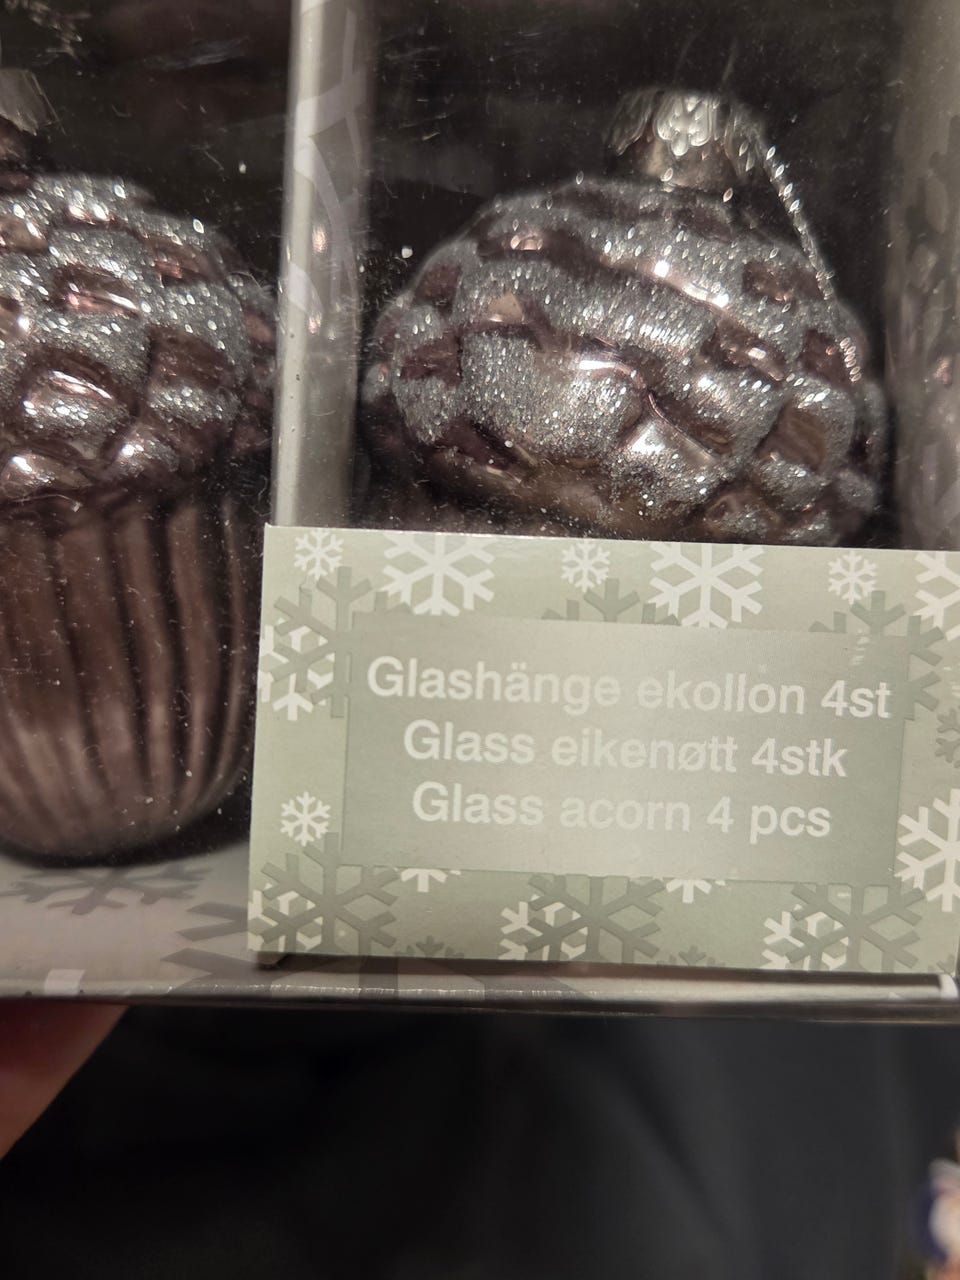 Glashänge ekollon 4st
Glass eikenøtt 4stk
Glass acorn 4 pcs